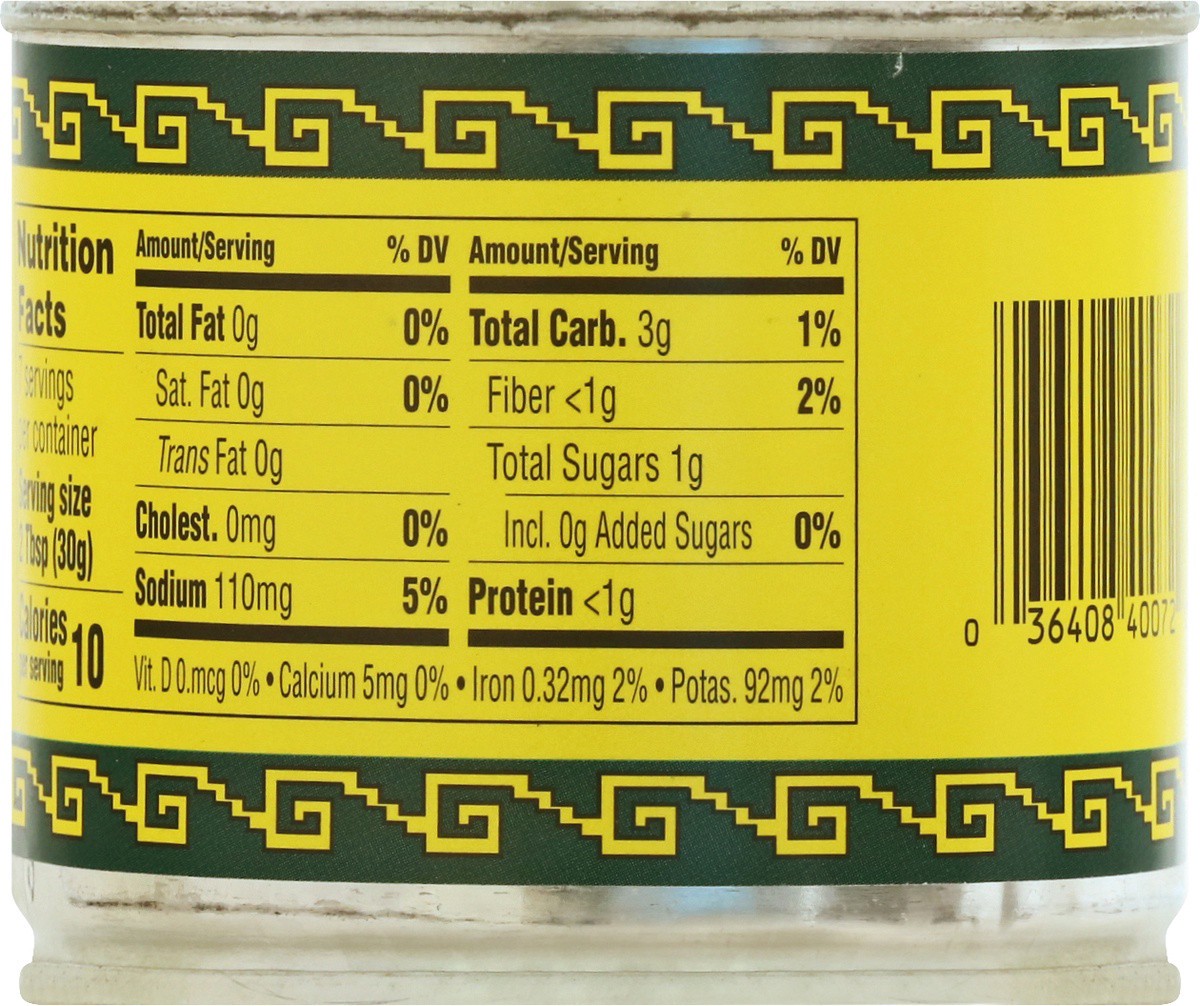 Nutrition
Facts
servings
per container
Serving size
2 Tbsp (30g)
Calories
per serving 10
Amount/Serving % DV
Total Fat 0g 0%
Sat. Fat 0g 0%
Trans Fat 0g
Cholest. 0mg 0%
Sodium 110mg 5%
Amount/Serving % DV
Total Carb. 3g 1%
Fiber <1g 2%
Total Sugars 1g
Incl. 0g Added Sugars 0%
Protein <1g
Vit. D 0.mcg 0% • Calcium 5mg 0% • Iron 0.32mg 2% • Potas. 92mg 2%
0 36408 40072